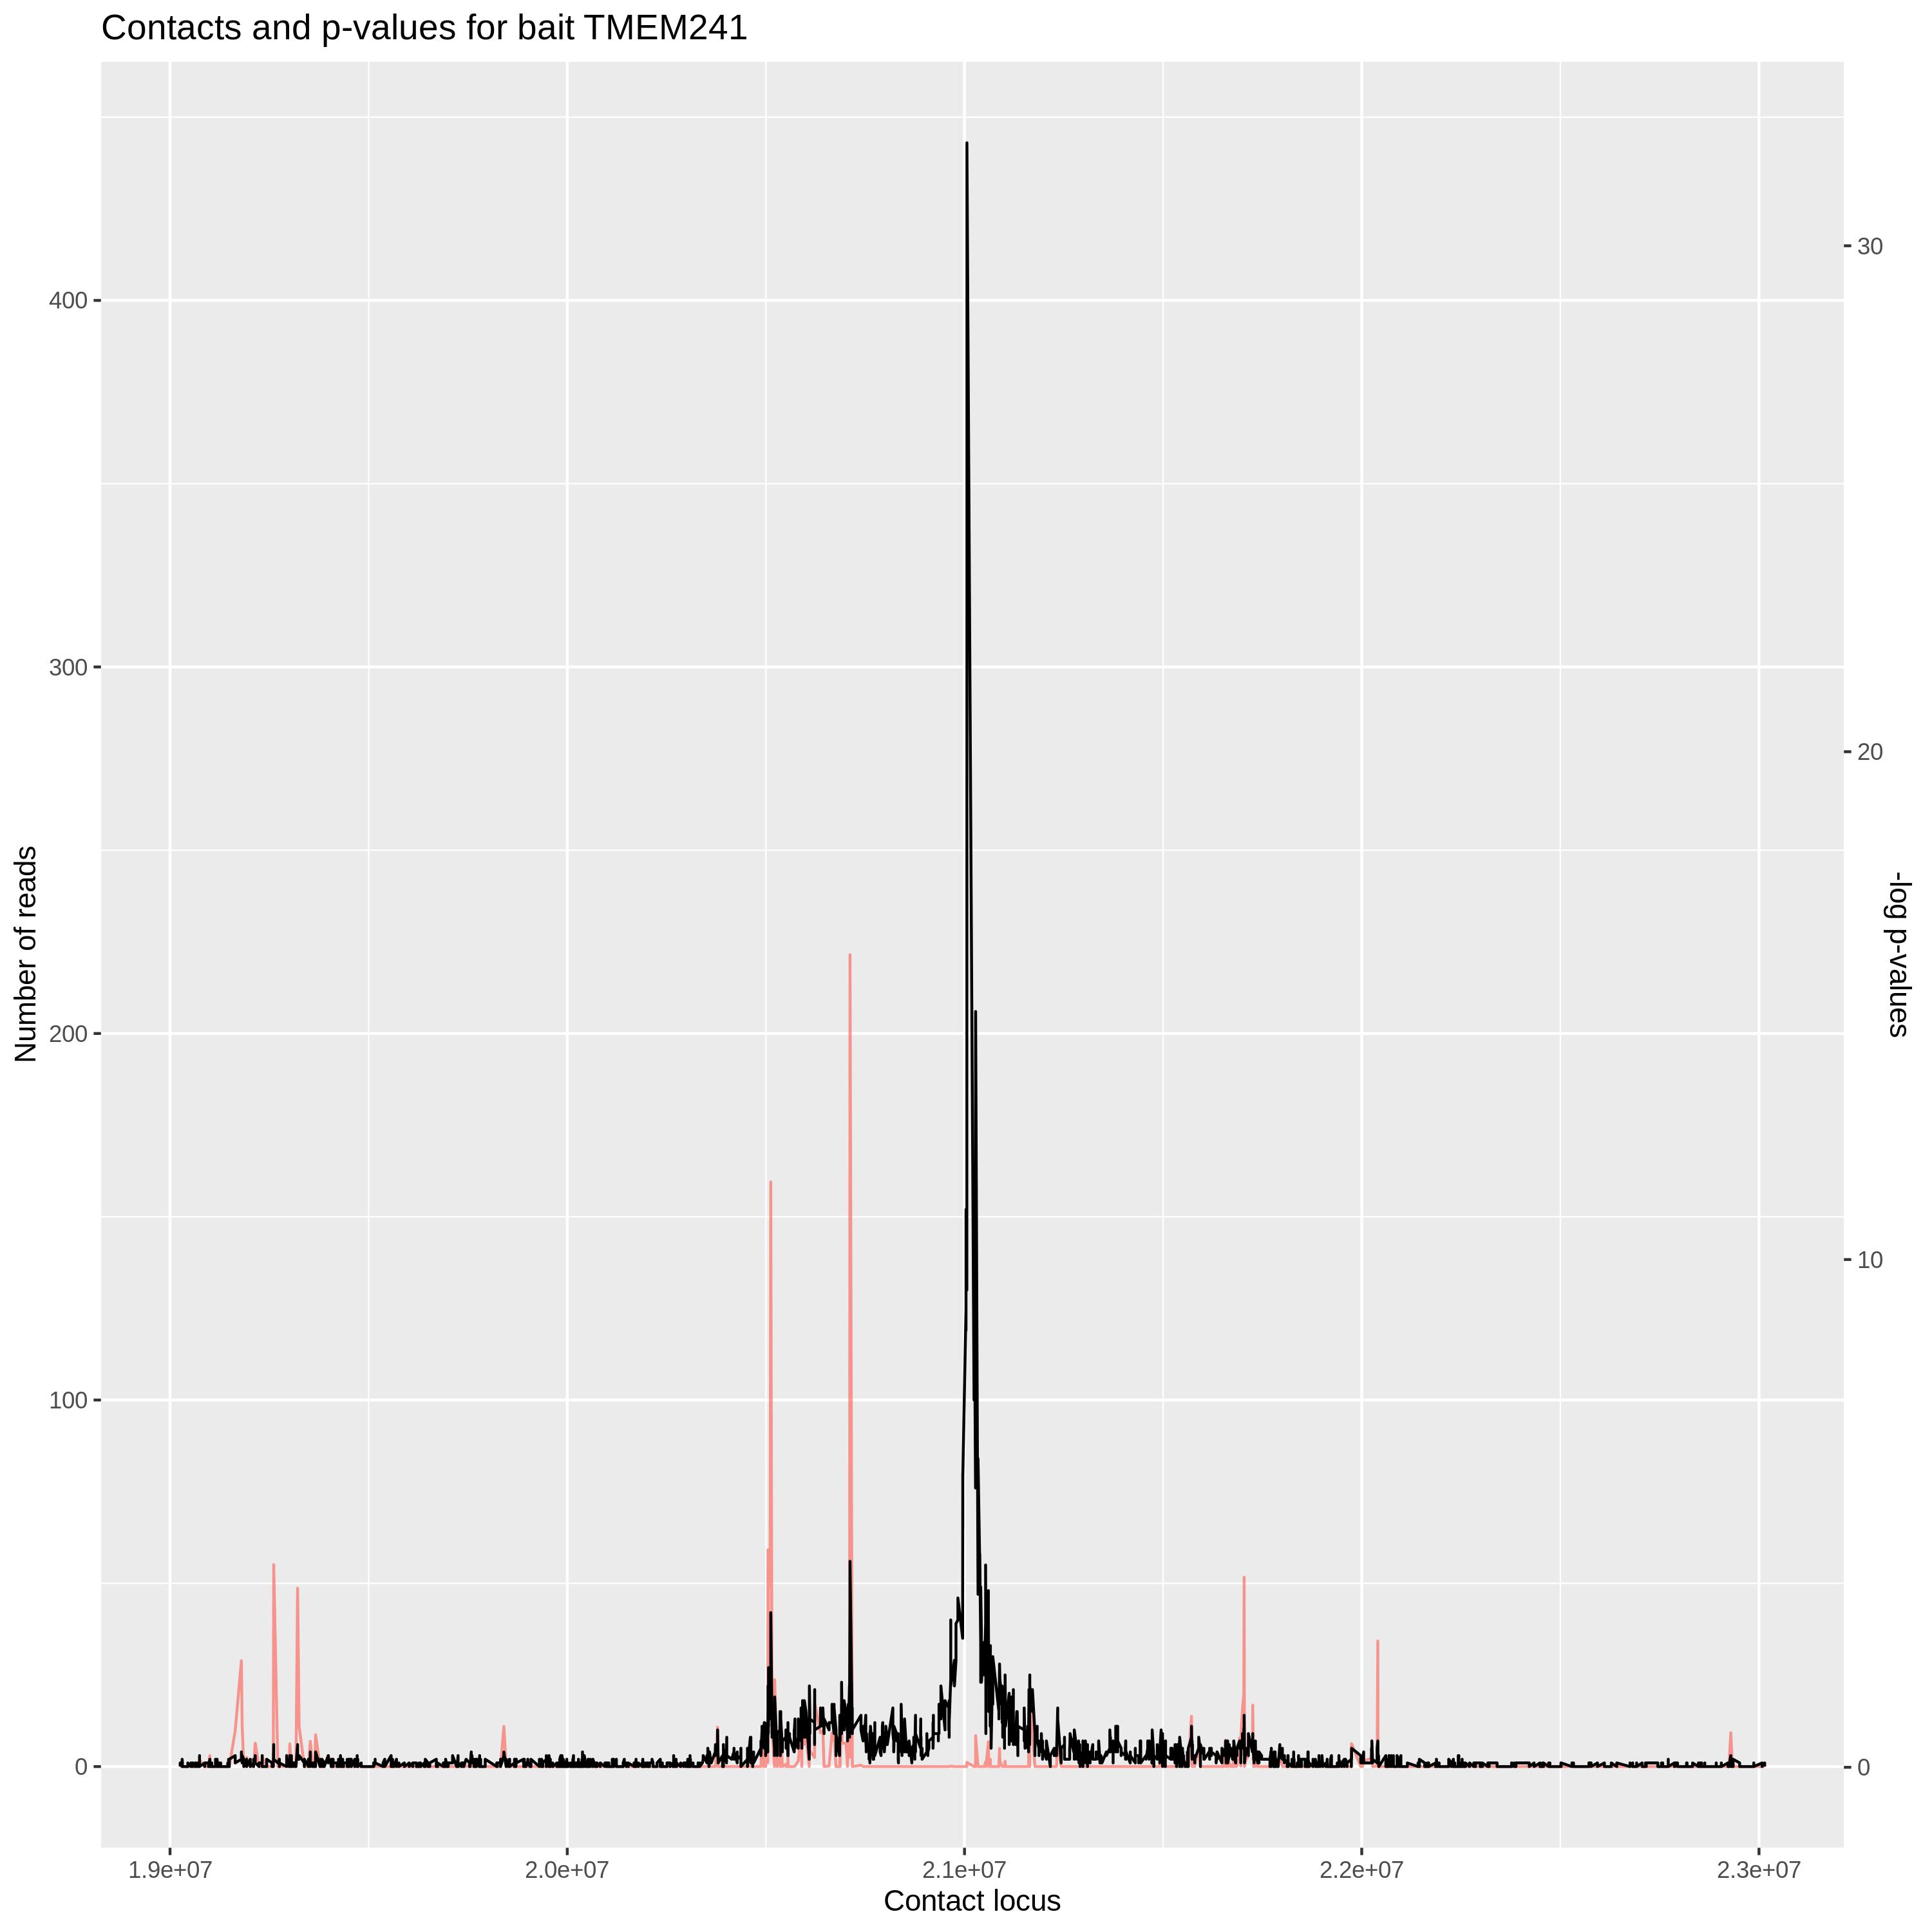 Contacts and p-values for bait TMEM241
Number of reads
400
300
200
100
0
30
20
10
0
-log p-values
1.9e+07 2.0e+07 2.1e+07 2.2e+07 2.3e+07
Contact locus